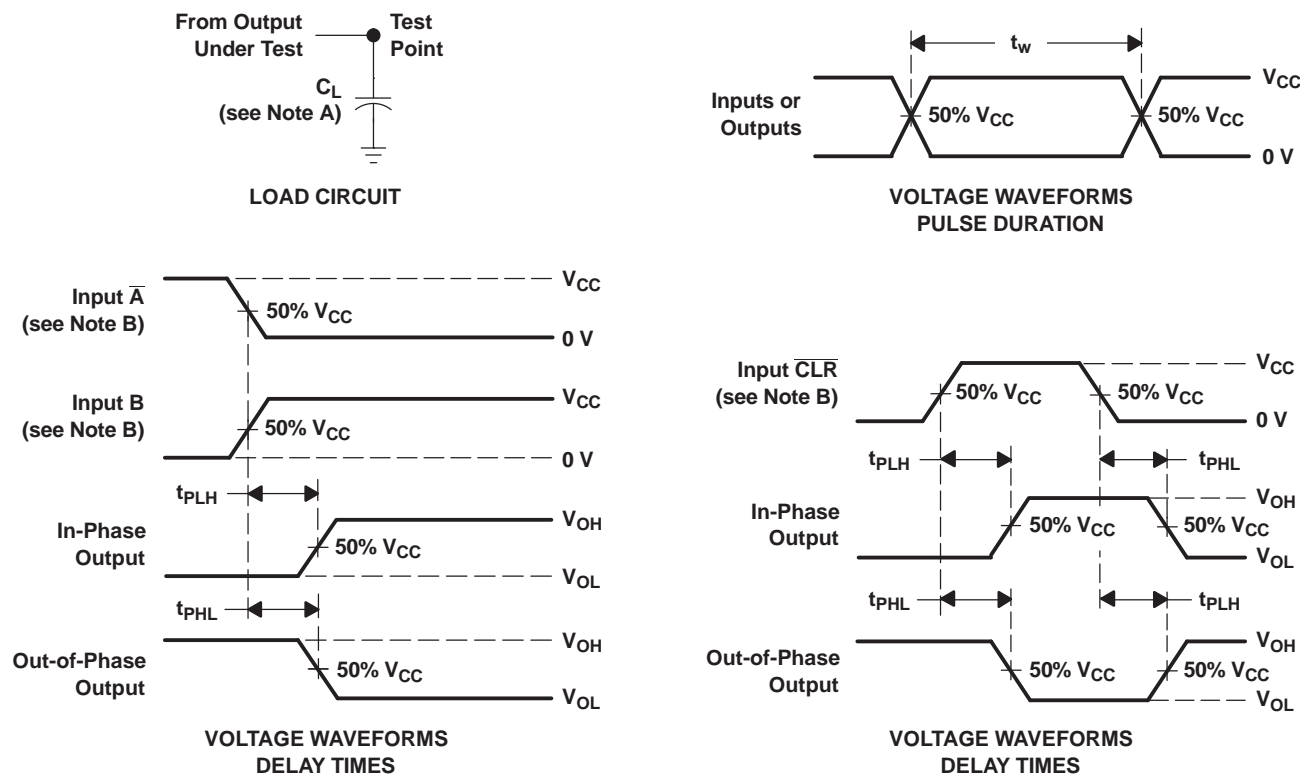 From Output
Under Test
Test
Point
CL
(see Note A)
LOAD CIRCUIT
tw
Inputs or
Outputs
50% VCC
50% VCC
VCC
0 V
VOLTAGE WAVEFORMS
PULSE DURATION
Input A̅
(see Note B)
50% VCC
VCC
0 V
Input B
(see Note B)
50% VCC
VCC
0 V
tPLH
In-Phase
Output
50% VCC
VOH
VOL
tPHL
Out-of-Phase
Output
50% VCC
VOH
VOL
VOLTAGE WAVEFORMS
DELAY TIMES
Input C̅L̅R̅
(see Note B)
50% VCC
50% VCC
VCC
0 V
tPLH
tPHL
In-Phase
Output
50% VCC
50% VCC
VOH
VOL
tPHL
tPLH
Out-of-Phase
Output
50% VCC
50% VCC
VOH
VOL
VOLTAGE WAVEFORMS
DELAY TIMES